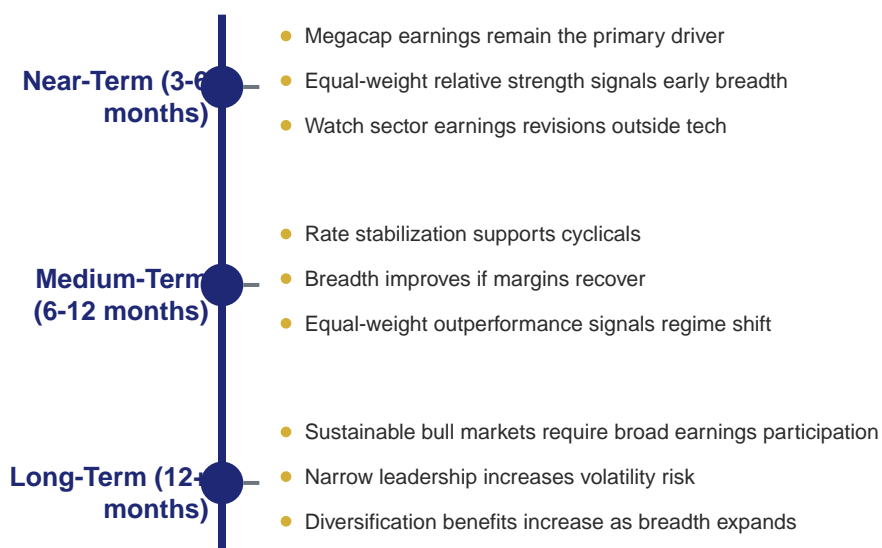 Near-Term (3-6
months)
Megacap earnings remain the primary driver
Equal-weight relative strength signals early breadth
Watch sector earnings revisions outside tech
Medium-Term
(6-12 months)
Rate stabilization supports cyclicals
Breadth improves if margins recover
Equal-weight outperformance signals regime shift
Long-Term (12+
months)
Sustainable bull markets require broad earnings participation
Narrow leadership increases volatility risk
Diversification benefits increase as breadth expands